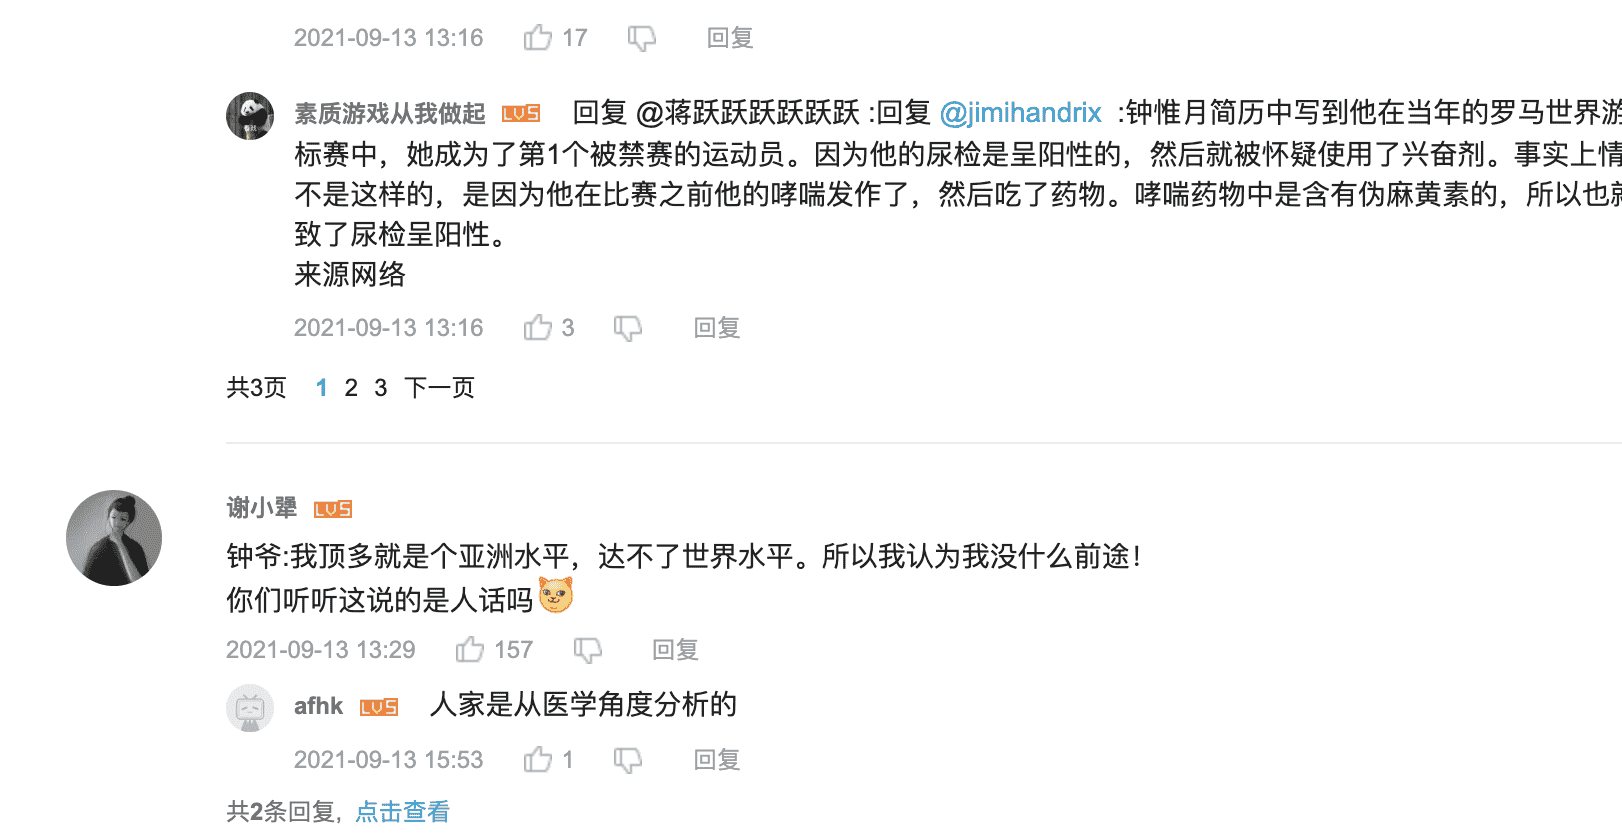 2021-09-13 13:16 17 回复
素质游戏从我做起 LV5 回复 @蒋跃跃跃跃跃跃 :回复 @jimihandrix :钟惟月简历中写到他在当年的罗马世界游
标赛中，她成为了第1个被禁赛的运动员。因为他的尿检是呈阳性的，然后就被怀疑使用了兴奋剂。事实上情
不是这样的，是因为他在比赛之前他的哮喘发作了，然后吃了药物。哮喘药物中是含有伪麻黄素的，所以也就
致了尿检呈阳性。
来源网络
2021-09-13 13:16 3 回复
共3页 1 2 3 下一页
谢小犟 LV5
钟爷:我顶多就是个亚洲水平，达不了世界水平。所以我认为我没什么前途！
你们听听这说的是人话吗
2021-09-13 13:29 157 回复
afhk LV5 人家是从医学角度分析的
2021-09-13 15:53 1 回复
共2条回复, 点击查看